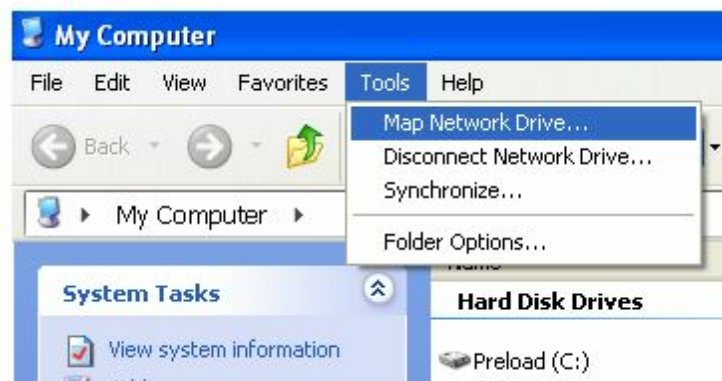 My Computer
File Edit View Favorites Tools Help
Map Network Drive...
Back
Disconnect Network Drive...
Synchronize...
My Computer
Folder Options...
System Tasks
Hard Disk Drives
View system information
Preload (C:)